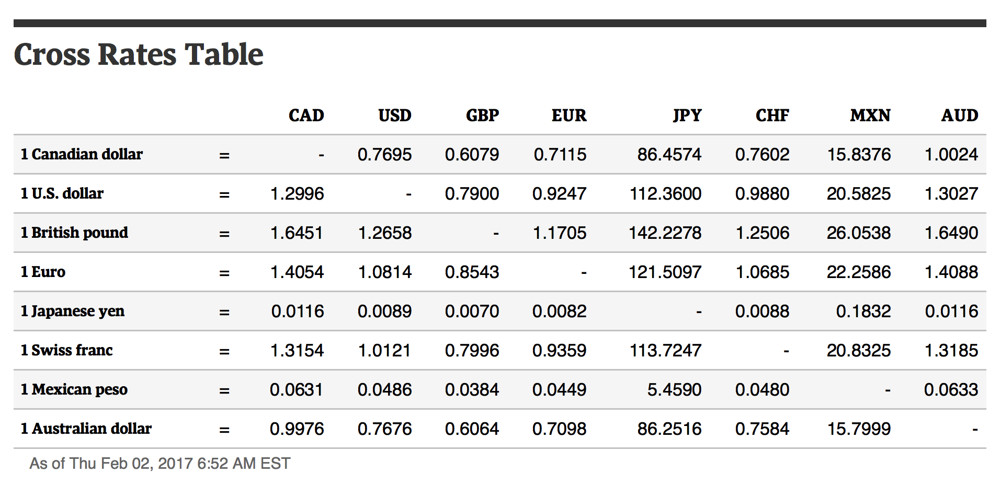 Cross Rates Table
CAD USD GBP EUR JPY CHF MXN AUD
1 Canadian dollar = - 0.7695 0.6079 0.7115 86.4574 0.7602 15.8376 1.0024
1 U.S. dollar = 1.2996 - 0.7900 0.9247 112.3600 0.9880 20.5825 1.3027
1 British pound = 1.6451 1.2658 - 1.1705 142.2278 1.2506 26.0538 1.6490
1 Euro = 1.4054 1.0814 0.8543 - 121.5097 1.0685 22.2586 1.4088
1 Japanese yen = 0.0116 0.0089 0.0070 0.0082 - 0.0088 0.1832 0.0116
1 Swiss franc = 1.3154 1.0121 0.7996 0.9359 113.7247 - 20.8325 1.3185
1 Mexican peso = 0.0631 0.0486 0.0384 0.0449 5.4590 0.0480 - 0.0633
1 Australian dollar = 0.9976 0.7676 0.6064 0.7098 86.2516 0.7584 15.7999 -
As of Thu Feb 02, 2017 6:52 AM EST